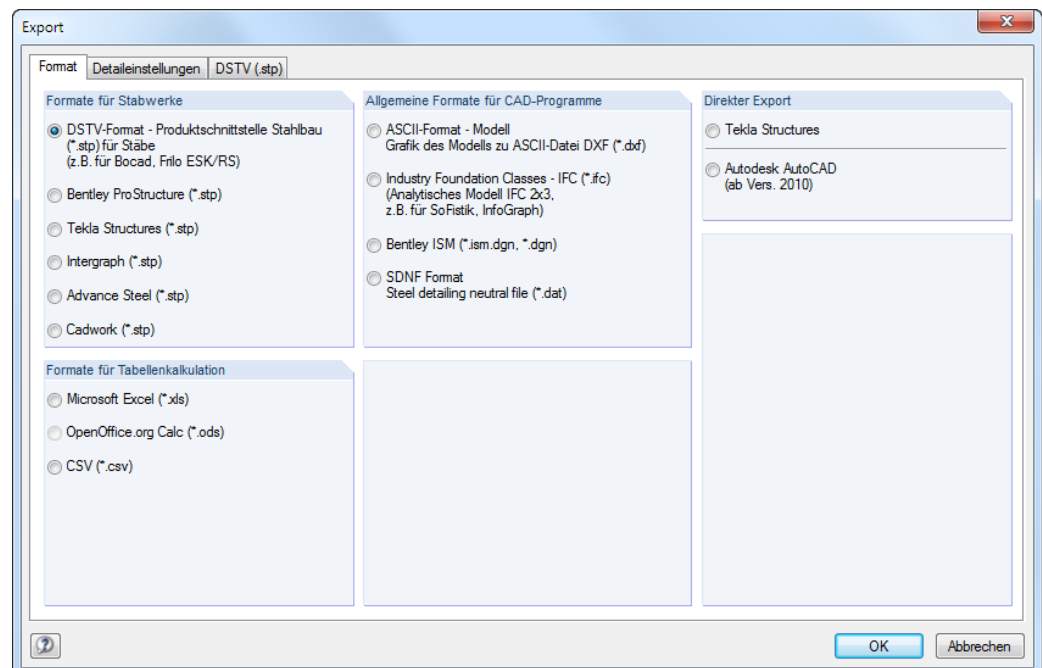 Export
Format
Detaileinstellungen
DSTV (.stp)
Formate für Stabwerke
DSTV-Format - Produktschnittstelle Stahlbau
(*.stp) für Stäbe
(z.B. für Bocad, Frilo ESK/RS)
Bentley ProStructure (*.stp)
Tekla Structures (*.stp)
Intergraph (*.stp)
Advance Steel (*.stp)
Cadwork (*.stp)
Formate für Tabellenkalkulation
Microsoft Excel (*.xls)
OpenOffice.org Calc (*.ods)
CSV (*.csv)
Allgemeine Formate für CAD-Programme
ASCII-Format - Modell
Grafik des Modells zu ASCII-Datei DXF (*.dxf)
Industry Foundation Classes - IFC (*.ifc)
(Analytisches Modell IFC 2x3,
z.B. für SoFistik, InfoGraph)
Bentley ISM (*.ism.dgn, *.dgn)
SDNF Format
Steel detailing neutral file (*.dat)
Direkter Export
Tekla Structures
Autodesk AutoCAD
(ab Vers. 2010)
OK
Abbrechen